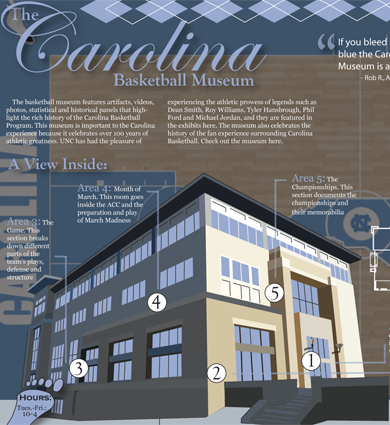 The
Carolina
Basketball Museum
“ If you bleed
blue the Car
Museum is a
- Rob R., A
The basketball museum features artifacts, videos,
photos, statistical and historical panels that high-
light the rich history of the Carolina Basketball
Program. This museum is important to the Carolina
experience because it celebrates over 100 years of
athletic greatness. UNC has had the pleasure of
experiencing the athletic prowess of legends such as
Dean Smith, Roy Williams, Tyler Hansbrough, Phil
Ford and Michael Jordan, and they are featured in
the exhibits here. The museum also celebrates the
history of the fan experience surrounding Carolina
Basketball. Check out the museum here.
A View Inside:
Area 3: The
Game. This
section breaks
down different
parts of the
team's plays,
defense and
structure
Area 4: Month of
March. This room goes
inside the ACC and the
preparation and play
of March Madness
Area 5: The
Championships. This
section documents the
championships and
their memorabilia
CAROLIN
5
4
3
2
1
Hours:
Tues.-Fri.:
10-4